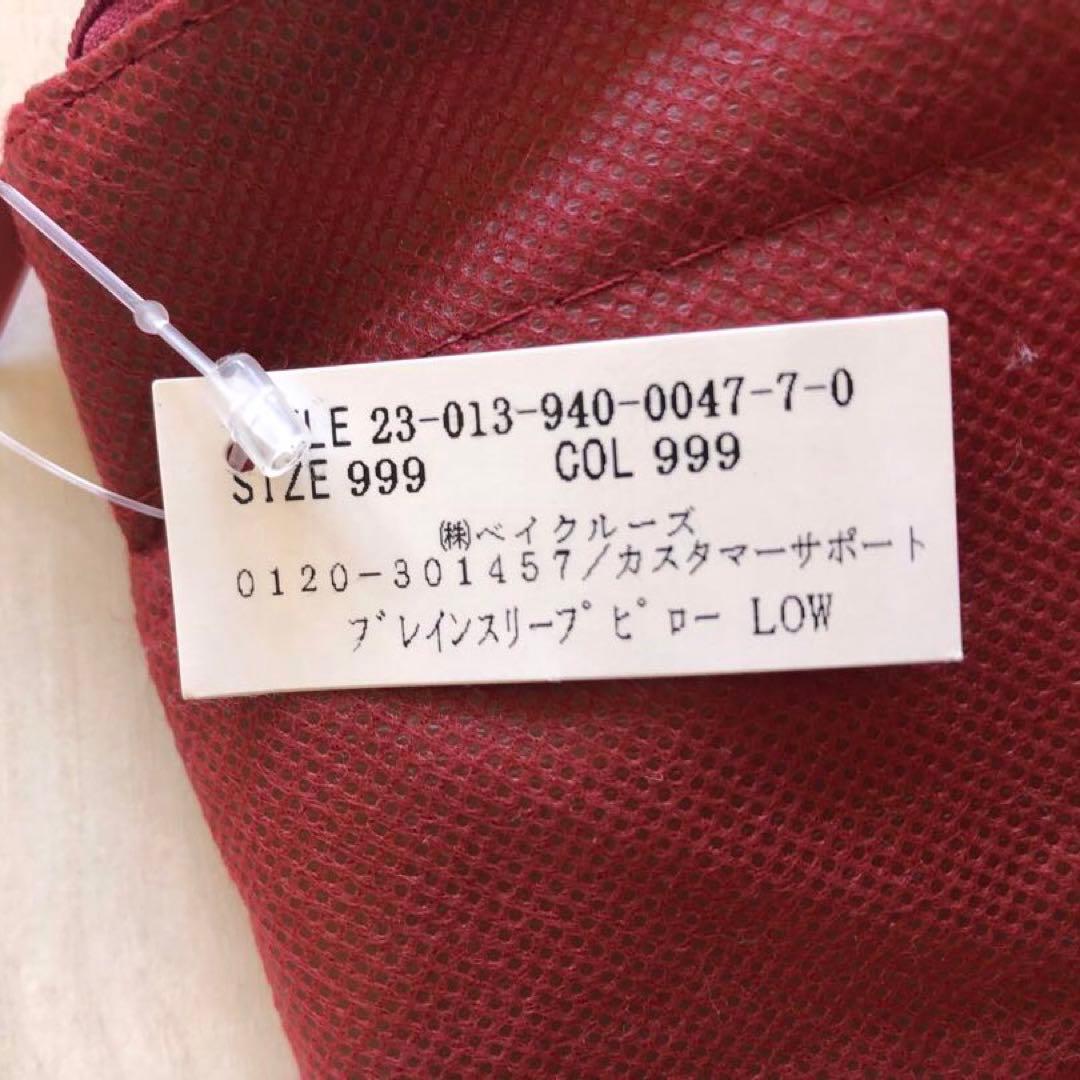 STYLE 23-013-940-0047-7-0
SIZE 999 COL 999
㈱ベイクルーズ
0120-301457/カスタマーサポート
ブレインスリープピロー LOW